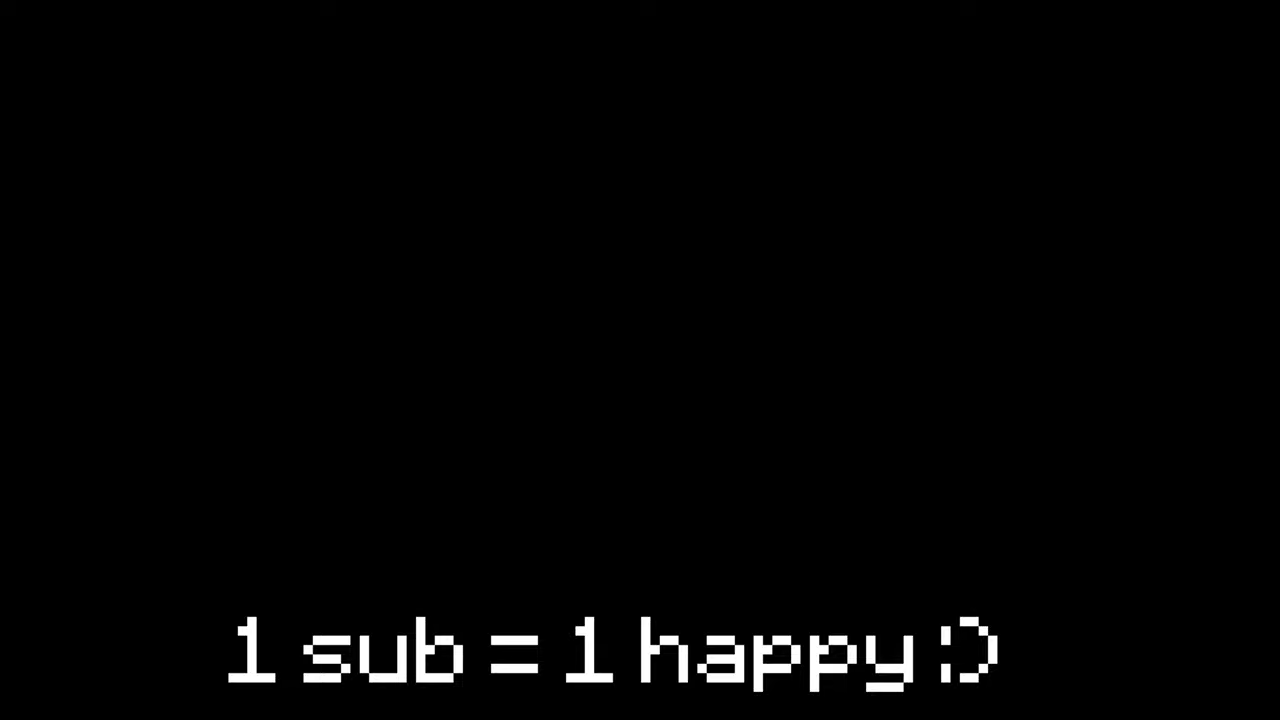 1 sub = 1 happy :)